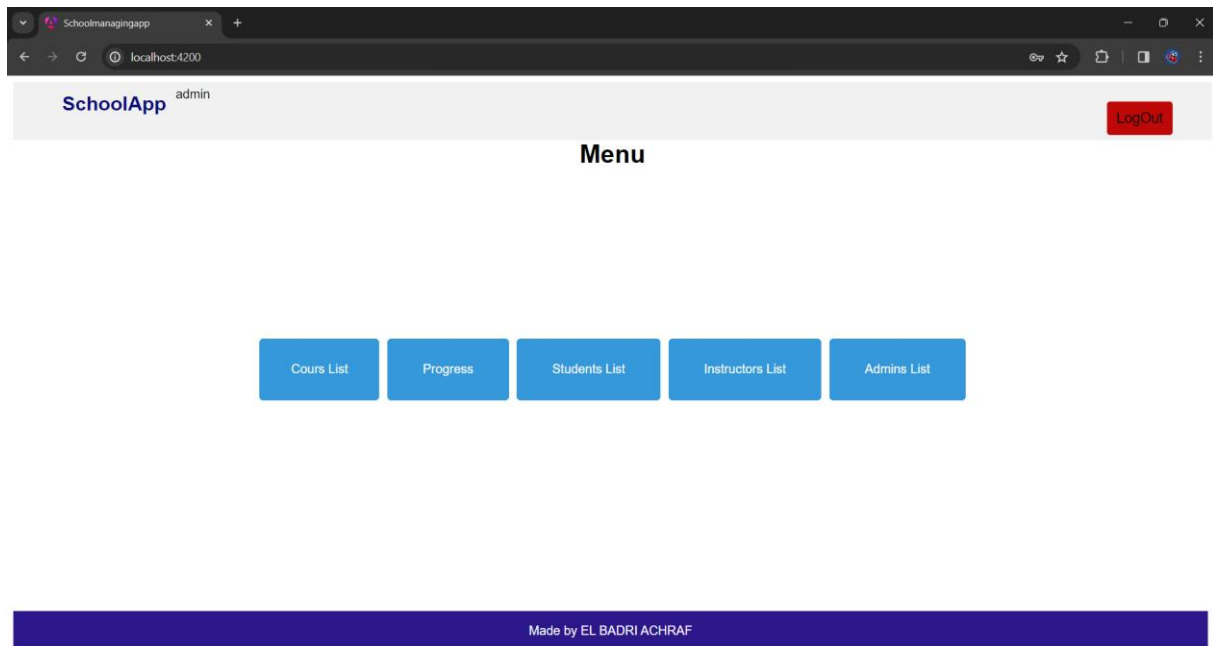 Schoolmanagingapp
localhost:4200
SchoolApp admin
LogOut
Menu
Cours List Progress Students List Instructors List Admins List
Made by EL BADRI ACHRAF